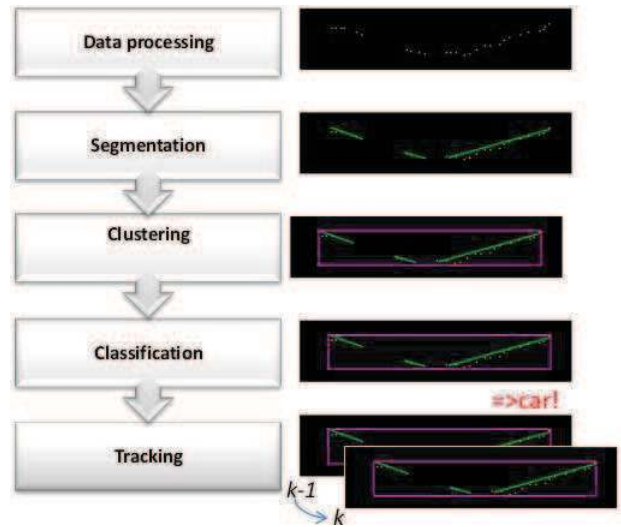 Data processing
Segmentation
Clustering
Classification
=>car!
Tracking
k-1
k